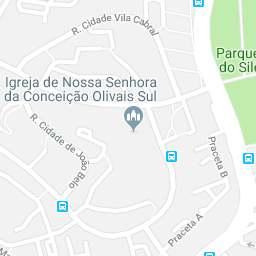 R. Cidade Vila Cabral
Parque
do Sile
Igreja de Nossa Senhora
da Conceição Olivais Sul
R. Cidade de João Belo
Praceta B
Praceta A